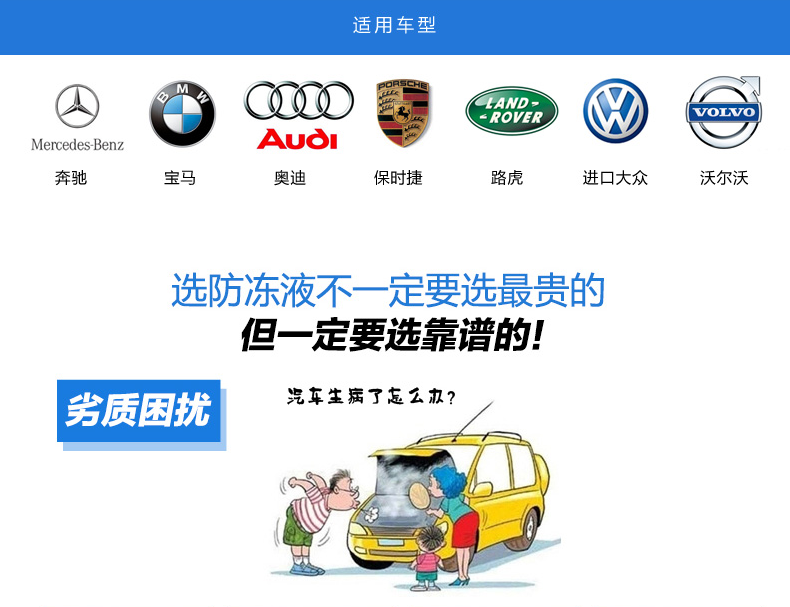 适用车型
Mercedes-Benz
BMW
Audi
PORSCHE
LAND-
-ROVER
VOLVO
奔驰
宝马
奥迪
保时捷
路虎
进口大众
沃尔沃
选防冻液不一定要选最贵的
但一定要选靠谱的!
劣质困扰
汽车生病了怎么办?